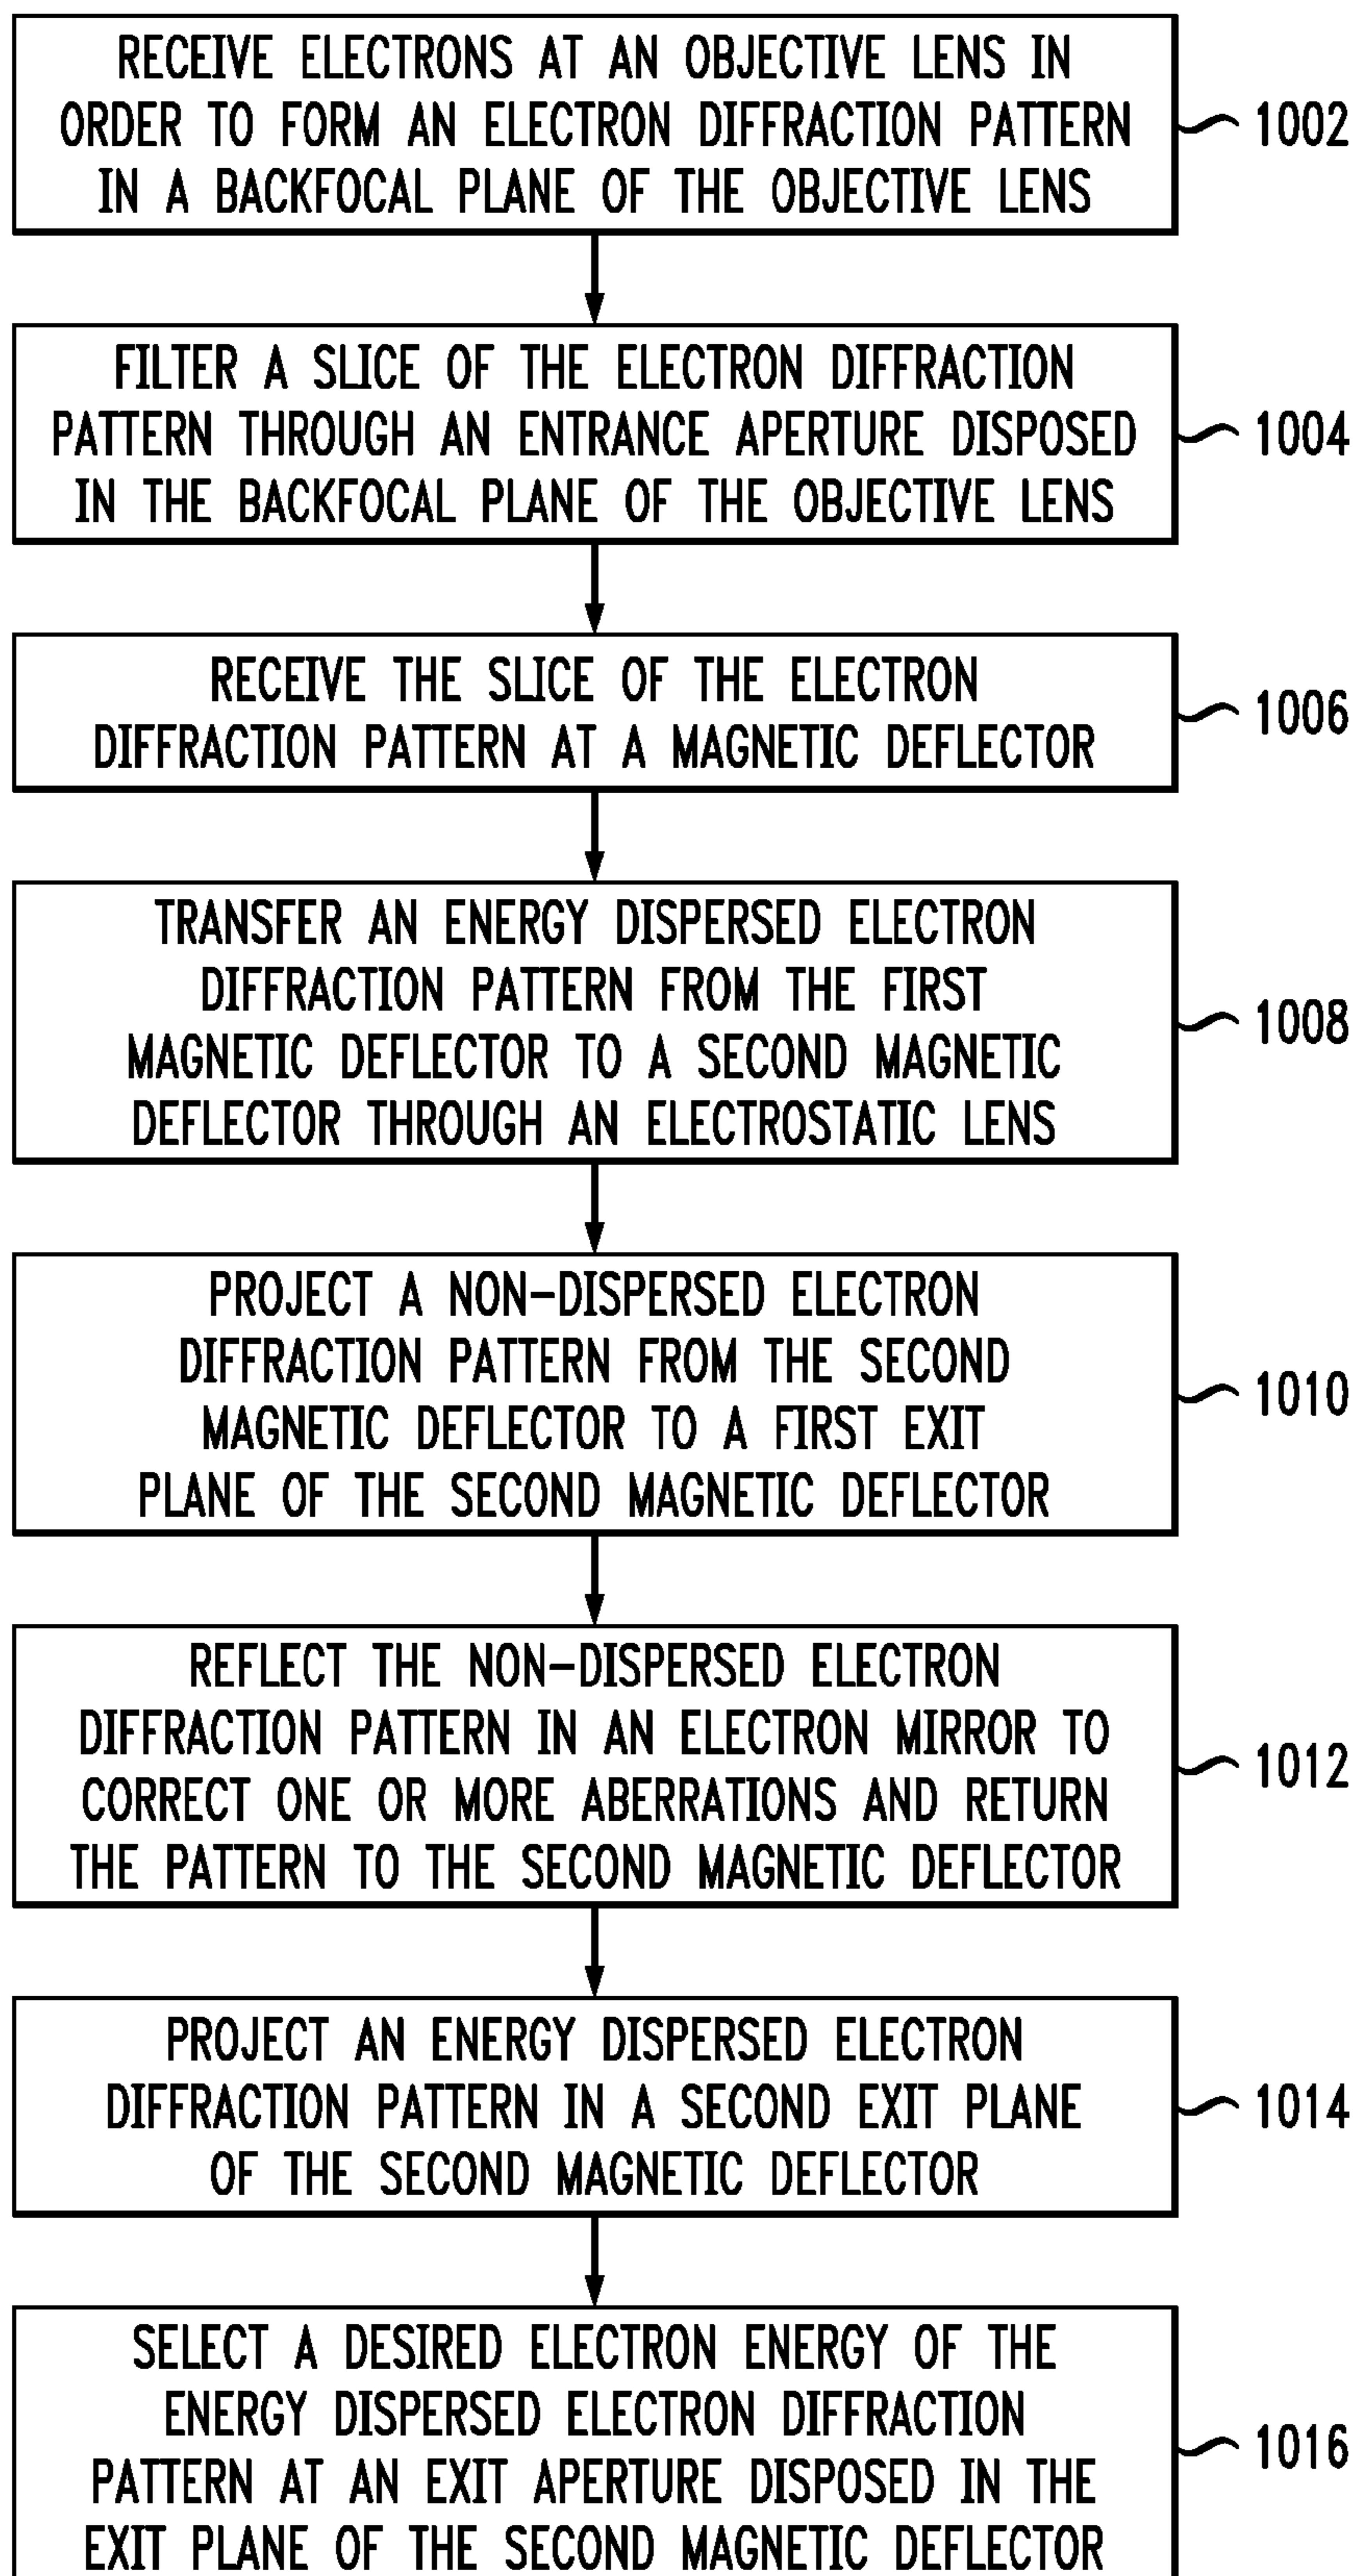 RECEIVE ELECTRONS AT AN OBJECTIVE LENS IN
ORDER TO FORM AN ELECTRON DIFFRACTION PATTERN
IN A BACKFOCAL PLANE OF THE OBJECTIVE LENS
1002
FILTER A SLICE OF THE ELECTRON DIFFRACTION
PATTERN THROUGH AN ENTRANCE APERTURE DISPOSED
IN THE BACKFOCAL PLANE OF THE OBJECTIVE LENS
1004
RECEIVE THE SLICE OF THE ELECTRON
DIFFRACTION PATTERN AT A MAGNETIC DEFLECTOR
1006
TRANSFER AN ENERGY DISPERSED ELECTRON
DIFFRACTION PATTERN FROM THE FIRST
MAGNETIC DEFLECTOR TO A SECOND MAGNETIC
DEFLECTOR THROUGH AN ELECTROSTATIC LENS
1008
PROJECT A NON-DISPERSED ELECTRON
DIFFRACTION PATTERN FROM THE SECOND
MAGNETIC DEFLECTOR TO A FIRST EXIT
PLANE OF THE SECOND MAGNETIC DEFLECTOR
1010
REFLECT THE NON-DISPERSED ELECTRON
DIFFRACTION PATTERN IN AN ELECTRON MIRROR TO
CORRECT ONE OR MORE ABERRATIONS AND RETURN
THE PATTERN TO THE SECOND MAGNETIC DEFLECTOR
1012
PROJECT AN ENERGY DISPERSED ELECTRON
DIFFRACTION PATTERN IN A SECOND EXIT PLANE
OF THE SECOND MAGNETIC DEFLECTOR
1014
SELECT A DESIRED ELECTRON ENERGY OF THE
ENERGY DISPERSED ELECTRON DIFFRACTION
PATTERN AT AN EXIT APERTURE DISPOSED IN THE
EXIT PLANE OF THE SECOND MAGNETIC DEFLECTOR
1016